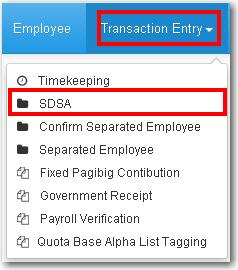 Employee Transaction Entry
Timekeeping
SDSA
Confirm Separated Employee
Separated Employee
Fixed Pagibig Contibution
Government Receipt
Payroll Verification
Quota Base Alpha List Tagging